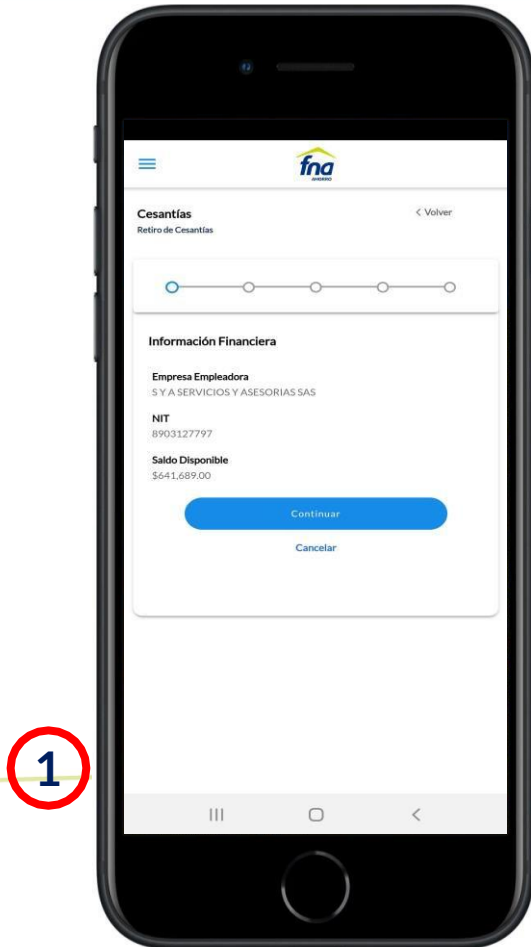 fna
AHORRO
Cesantías
< Volver
Retiro de Cesantías
Información Financiera
Empresa Empleadora
S Y A SERVICIOS Y ASESORIAS SAS
NIT
8903127797
Saldo Disponible
$641,689.00
Continuar
Cancelar
1